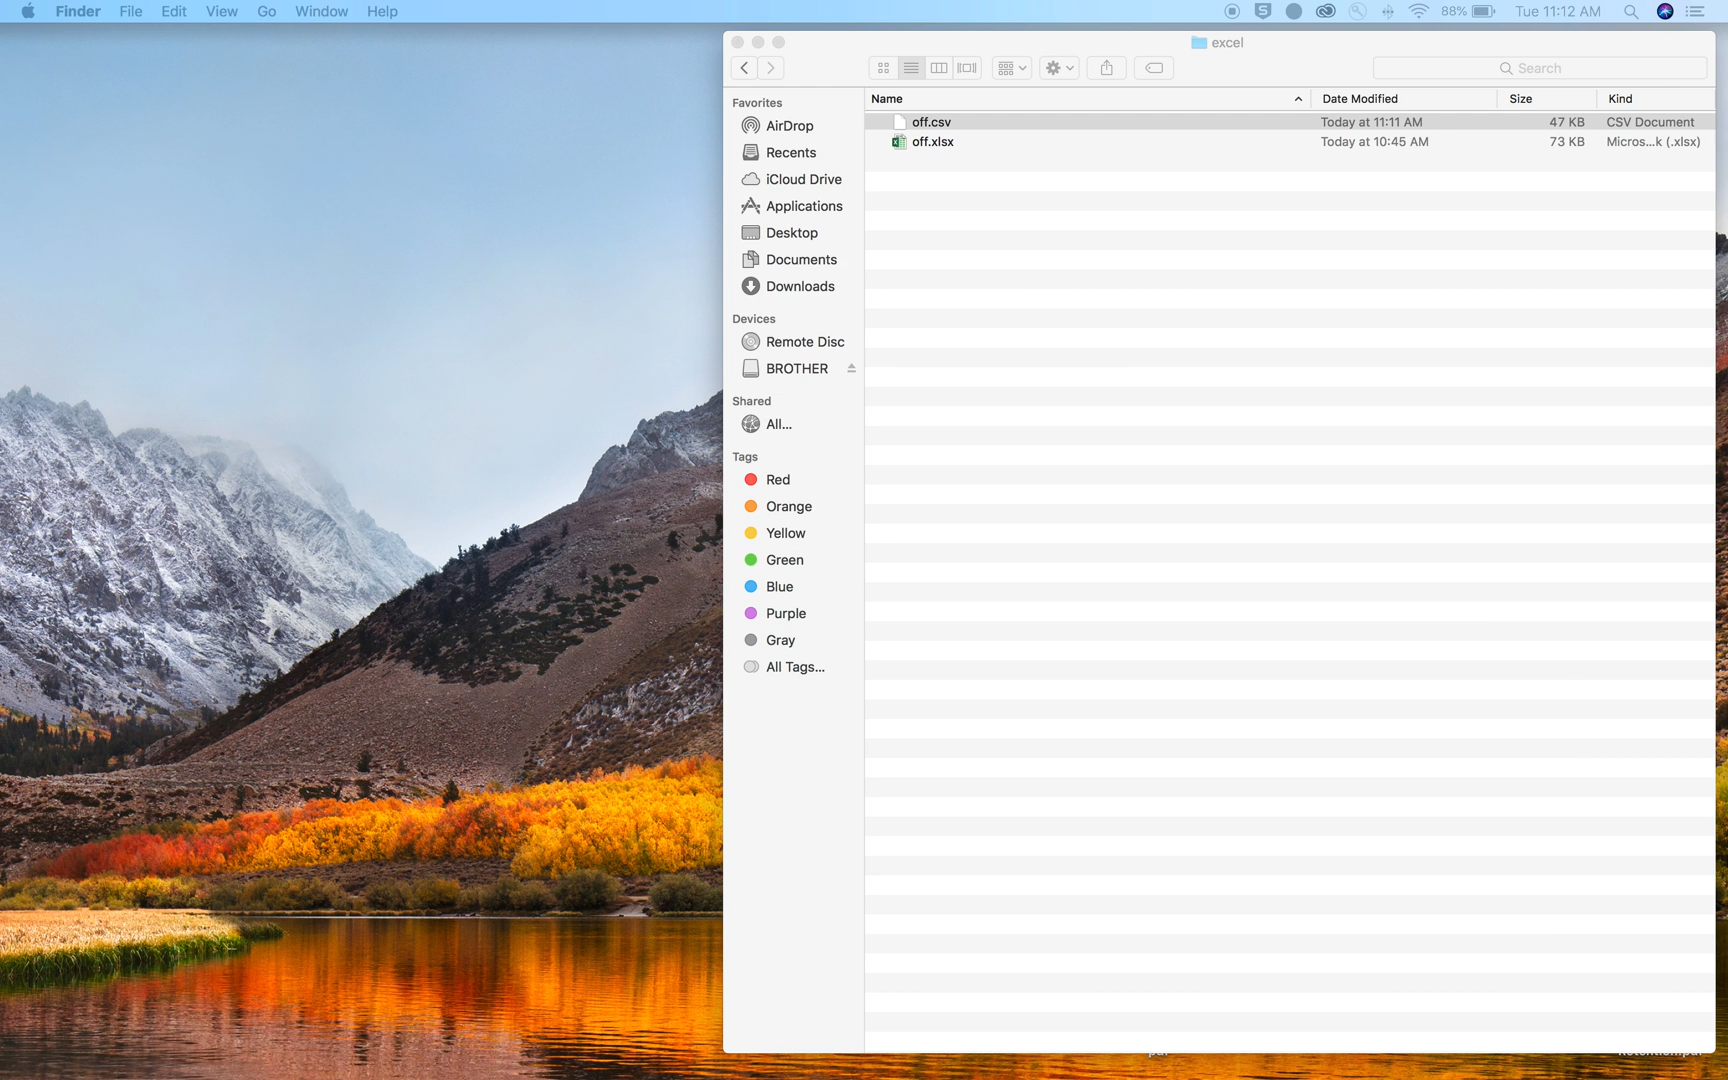 Finder File Edit View Go Window Help 88% Tue 11:12 AM
excel
Search
Name Date Modified Size Kind
off.csv Today at 11:11 AM 47 KB CSV Document
off.xlsx Today at 10:45 AM 73 KB Micros...k (.xlsx)
Favorites
AirDrop
Recents
iCloud Drive
Applications
Desktop
Documents
Downloads
Devices
Remote Disc
BROTHER
Shared
All...
Tags
Red
Orange
Yellow
Green
Blue
Purple
Gray
All Tags...